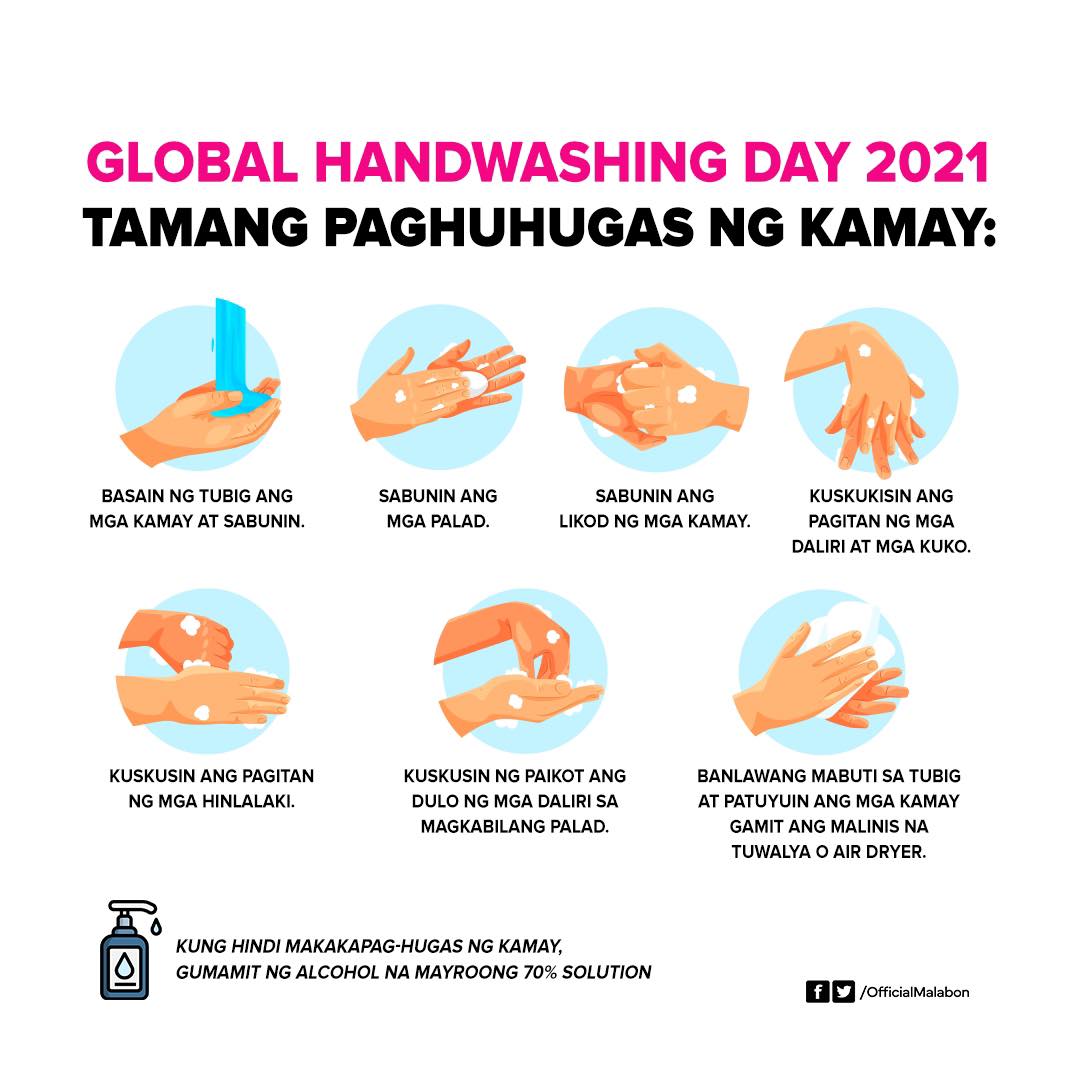 GLOBAL HANDWASHING DAY 2021
TAMANG PAGHUHUGAS NG KAMAY:
BASAIN NG TUBIG ANG
MGA KAMAY AT SABUNIN.
SABUNIN ANG
MGA PALAD.
SABUNIN ANG
LIKOD NG MGA KAMAY.
KUSKUKISIN ANG
PAGITAN NG MGA
DALIRI AT MGA KUKO.
KUSKUSIN ANG PAGITAN
NG MGA HINLALAKI.
KUSKUSIN NG PAIKOT ANG
DULO NG MGA DALIRI SA
MAGKABILANG PALAD.
BANLAWANG MABUTI SA TUBIG
AT PATUYUIN ANG MGA KAMAY
GAMIT ANG MALINIS NA
TUWALYA O AIR DRYER.
KUNG HINDI MAKAKAPAG-HUGAS NG KAMAY,
GUMAMIT NG ALCOHOL NA MAYROONG 70% SOLUTION
/OfficialMalabon